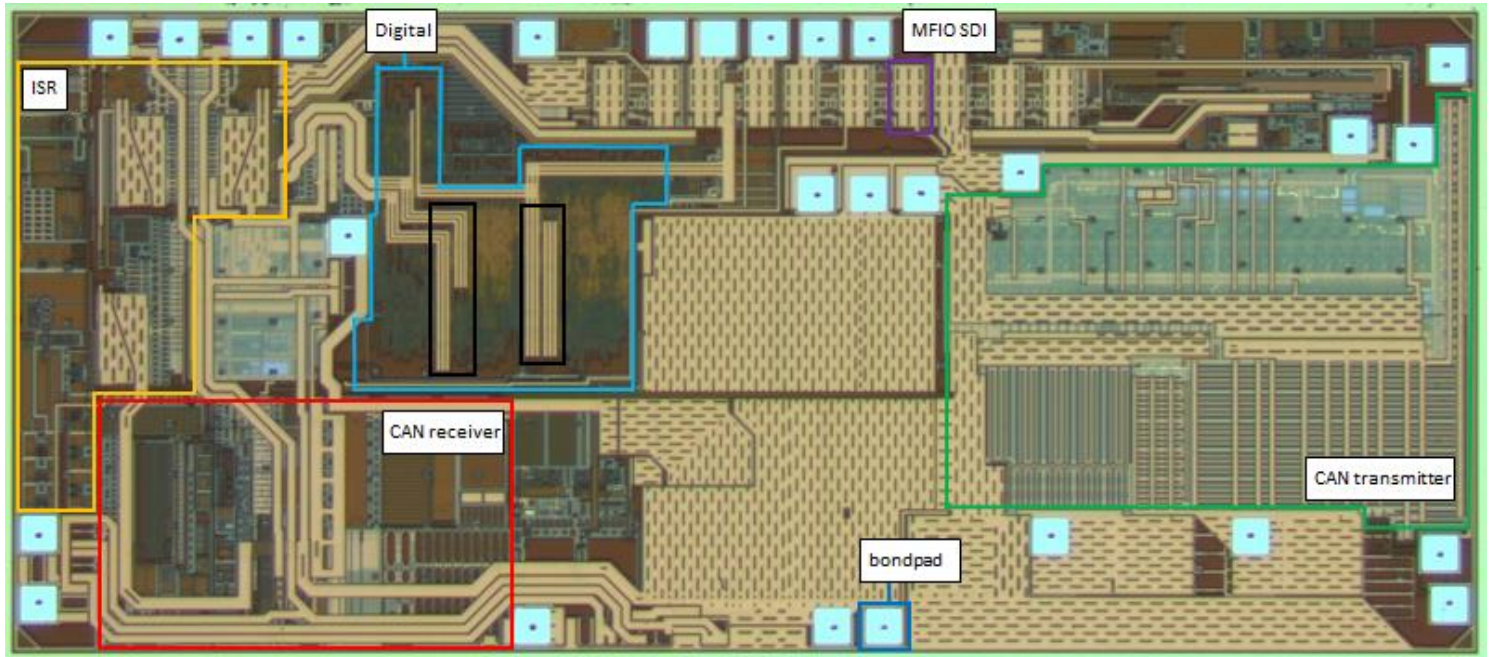 Digital
MFIO SDI
ISR
CAN receiver
CAN transmitter
bondpad